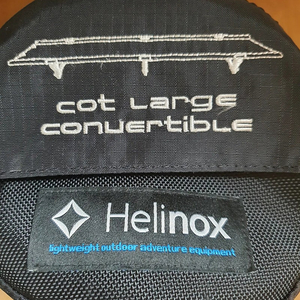 cot Large
convertible
Helinox
lightweight outdoor adventure equipment